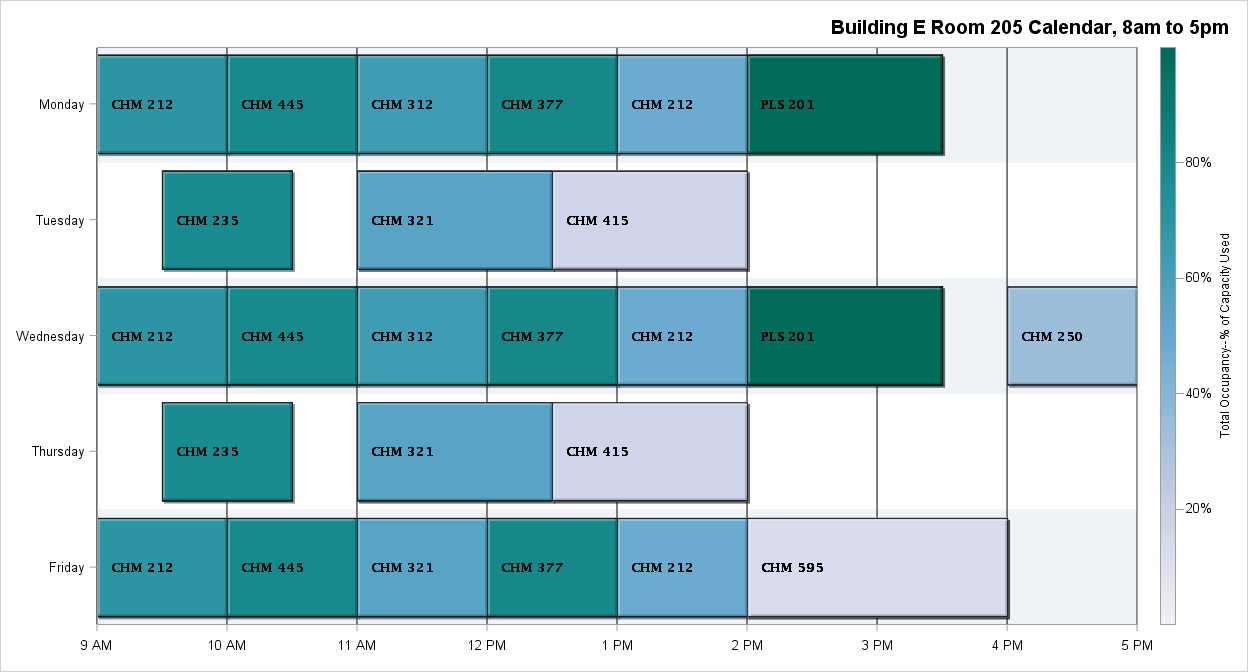 Building E Room 205 Calendar, 8am to 5pm
Monday
CHM 212
CHM 445
CHM 312
CHM 377
CHM 212
PLS 201
Tuesday
CHM 235
CHM 321
CHM 415
Wednesday
CHM 212
CHM 445
CHM 312
CHM 377
CHM 212
PLS 201
CHM 250
Thursday
CHM 235
CHM 321
CHM 415
Friday
CHM 212
CHM 445
CHM 321
CHM 377
CHM 212
CHM 595
9 AM
10 AM
11 AM
12 PM
1 PM
2 PM
3 PM
4 PM
5 PM
80%
60%
40%
20%
Total Occupancy--% of Capacity Used